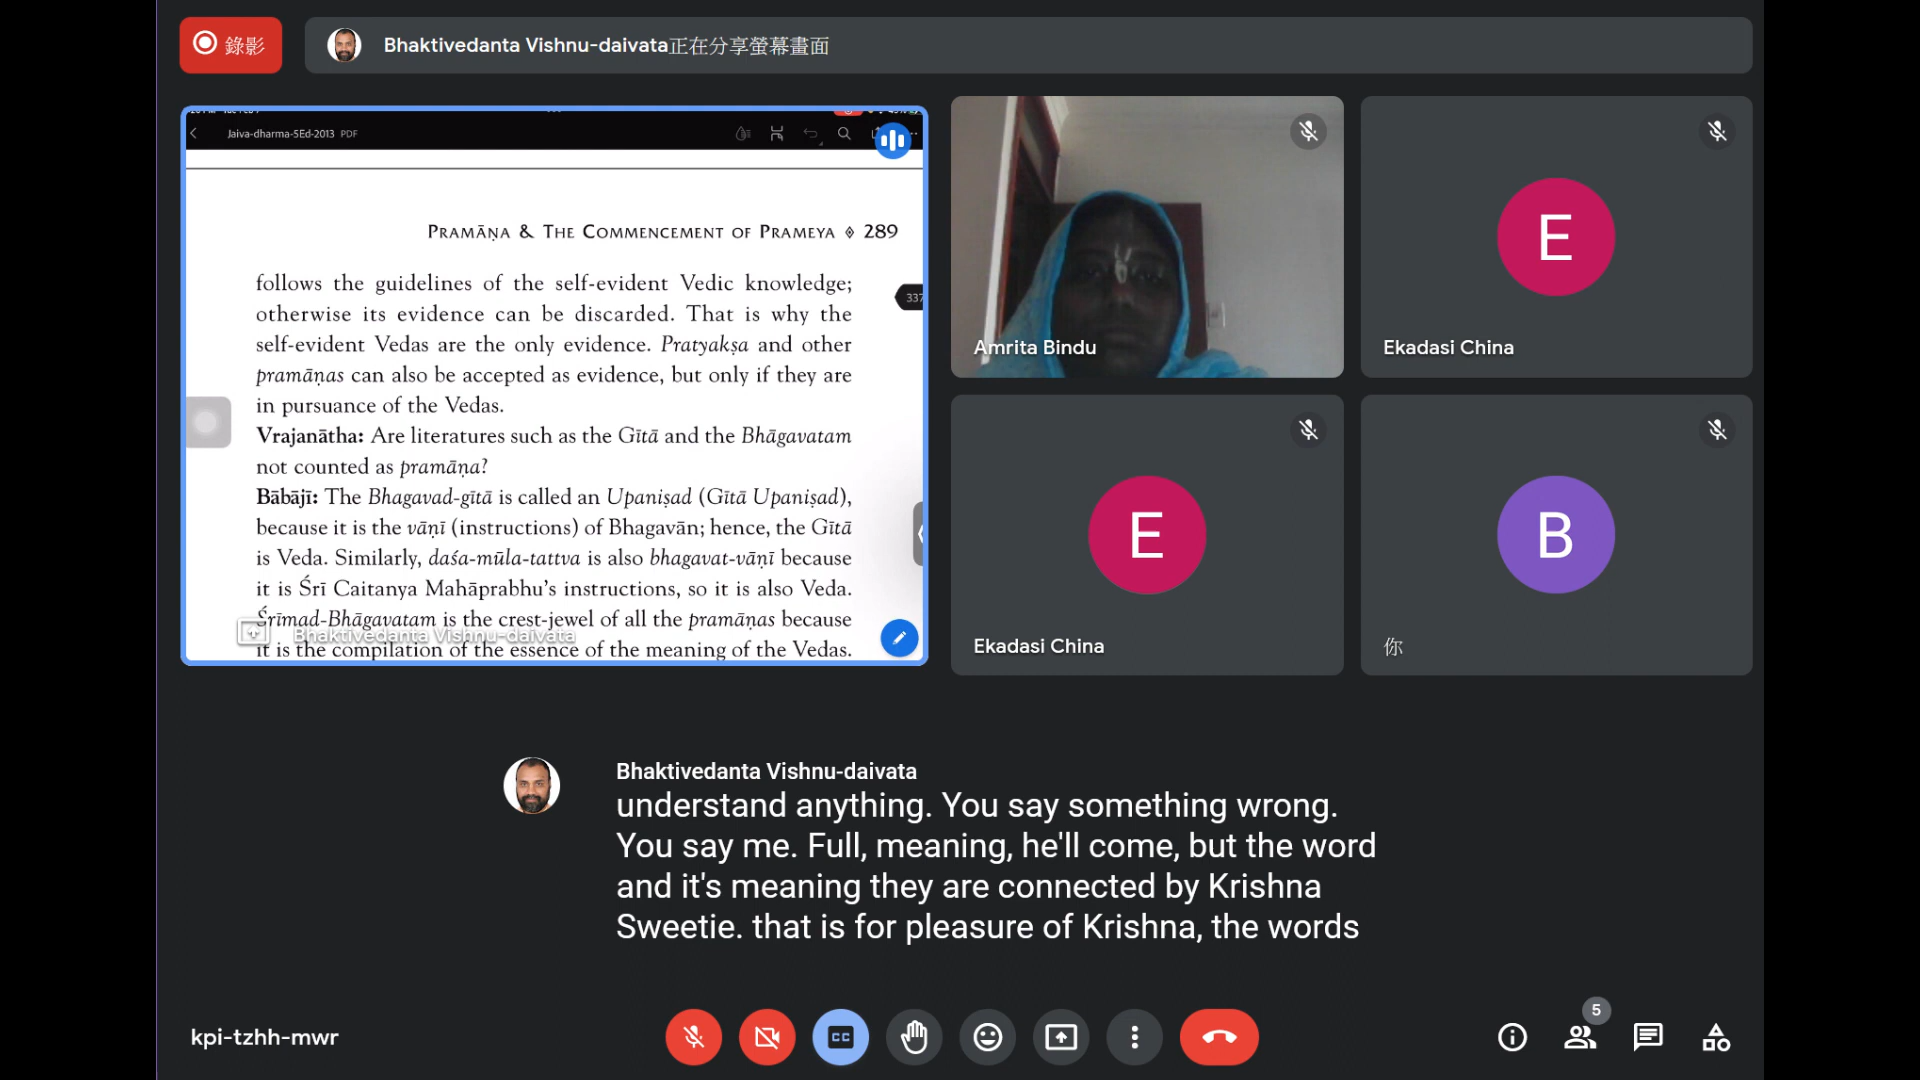 錄影
Bhaktivedanta Vishnu-daivata正在分享螢幕畫面
Jaiva-dharma-5Ed-2013 PDF
PRAMĀṆA & THE COMMENCEMENT OF PRAMEYA ◊ 289
follows the guidelines of the self-evident Vedic knowledge;
otherwise its evidence can be discarded. That is why the
337
self-evident Vedas are the only evidence. Pratyakṣa and other
pramāṇas can also be accepted as evidence, but only if they are
in pursuance of the Vedas.
Vrajanātha: Are literatures such as the Gītā and the Bhāgavatam
not counted as pramāṇa?
Bābājī: The Bhagavad-gītā is called an Upaniṣad (Gītā Upaniṣad),
because it is the vāṇī (instructions) of Bhagavān; hence, the Gītā
is Veda. Similarly, daśa-mūla-tattva is also bhagavat-vāṇī because
it is Śrī Caitanya Mahāprabhu's instructions, so it is also Veda.
Śrīmad-Bhāgavatam is the crest-jewel of all the pramāṇas because
Bhaktivedanta Vishnu-daivata
it is the compilation of the essence of the meaning of the Vedas.
Amrita Bindu
E
Ekadasi China
E
Ekadasi China
B
你
Bhaktivedanta Vishnu-daivata
understand anything. You say something wrong.
You say me. Full, meaning, he'll come, but the word
and it's meaning they are connected by Krishna
Sweetie. that is for pleasure of Krishna, the words
kpi-tzhh-mwr
CC
5